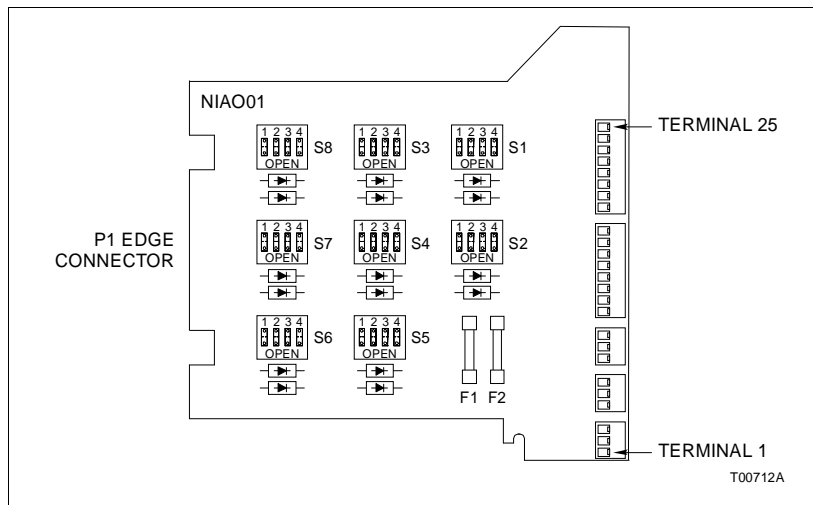 NIAO01
1 2 3 4
OPEN
S8
1 2 3 4
OPEN
S3
1 2 3 4
OPEN
S1
TERMINAL 25
P1 EDGE
CONNECTOR
1 2 3 4
OPEN
S7
1 2 3 4
OPEN
S4
1 2 3 4
OPEN
S2
1 2 3 4
OPEN
S6
1 2 3 4
OPEN
S5
F1 F2
TERMINAL 1
T00712A